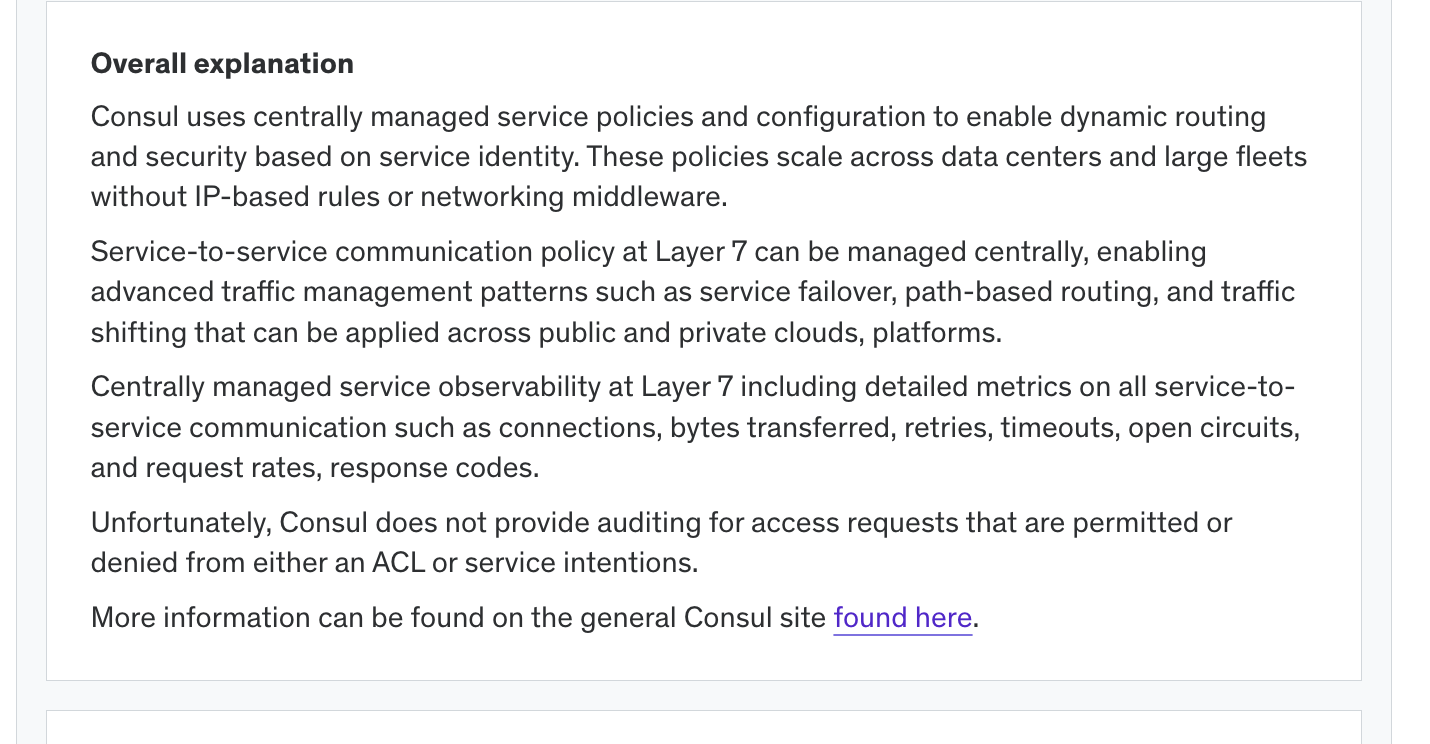 Overall explanation
Consul uses centrally managed service policies and configuration to enable dynamic routing
and security based on service identity. These policies scale across data centers and large fleets
without IP-based rules or networking middleware.
Service-to-service communication policy at Layer 7 can be managed centrally, enabling
advanced traffic management patterns such as service failover, path-based routing, and traffic
shifting that can be applied across public and private clouds, platforms.
Centrally managed service observability at Layer 7 including detailed metrics on all service-to-
service communication such as connections, bytes transferred, retries, timeouts, open circuits,
and request rates, response codes.
Unfortunately, Consul does not provide auditing for access requests that are permitted or
denied from either an ACL or service intentions.
More information can be found on the general Consul site found here.